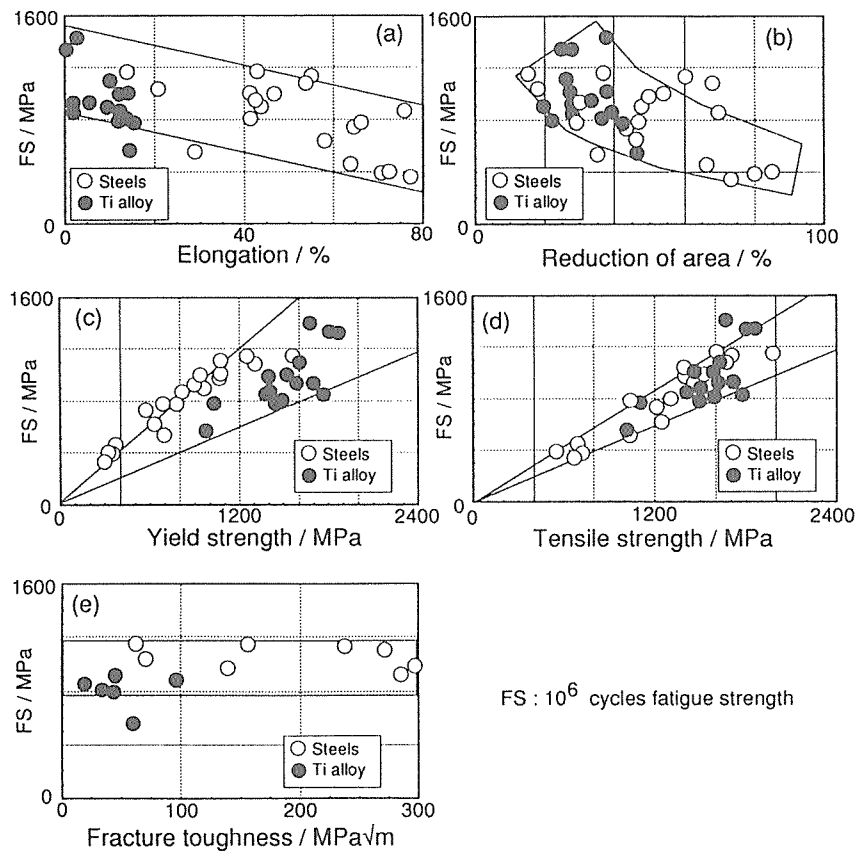 1600
(a)
FS / MPa
Steels
Ti alloy
0
0 40 80
Elongation / %
1600
(b)
FS / MPa
Steels
Ti alloy
0
0 100
Reduction of area / %
1600
(c)
FS / MPa
Steels
Ti alloy
0
0 1200 2400
Yield strength / MPa
1600
(d)
FS / MPa
Steels
Ti alloy
0
0 1200 2400
Tensile strength / MPa
1600
(e)
FS / MPa
Steels
Ti alloy
0
0 100 200 300
Fracture toughness / MPa√m
FS : 10⁶ cycles fatigue strength